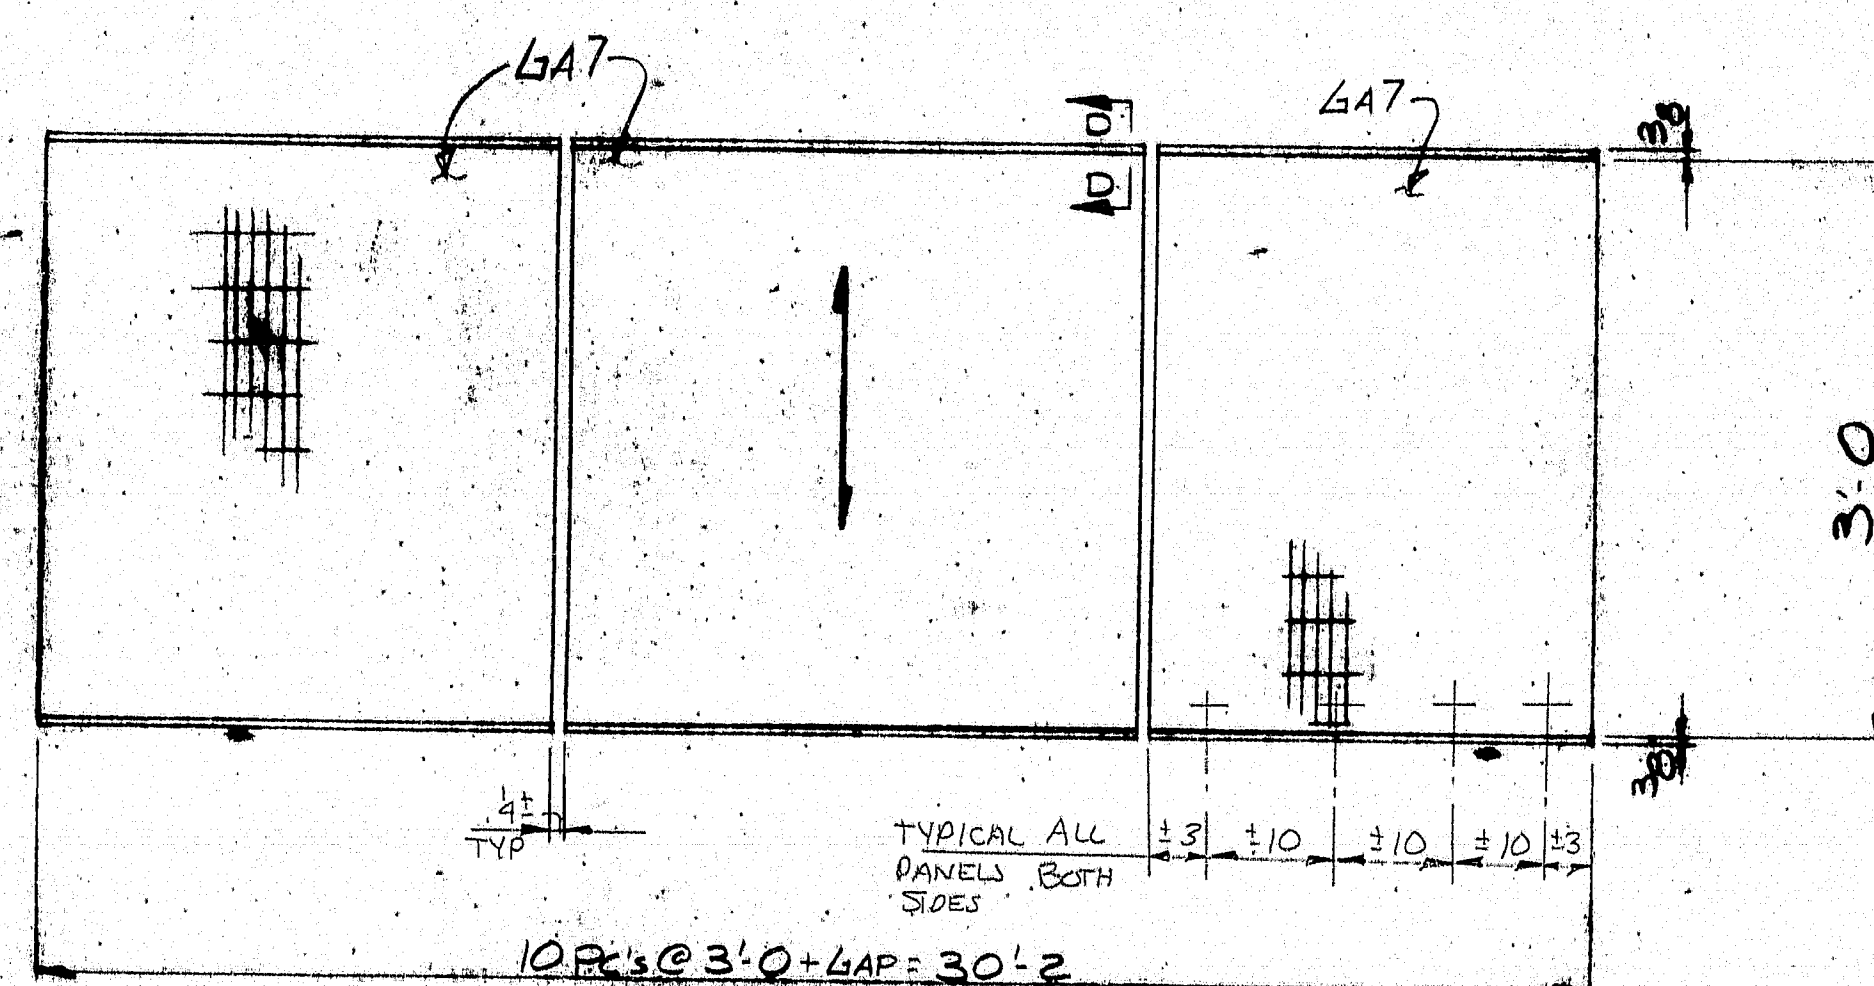 GA7
GA7
D
D
3/8
3'-0
3/8
1/4±
TYP
TYPICAL ALL
PANELS BOTH
SIDES
±3 ±10 ±10 ±10 ±3
10 PC's @ 3'-0 + GAP = 30'-2